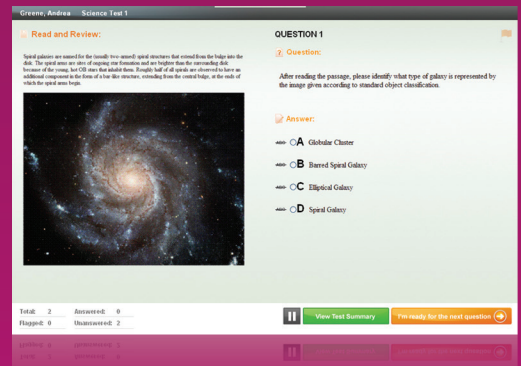 Greene, Andrea Science Test 1
Read and Review:
Spiral galaxies are named for the (usually two-armed) spiral structures that extend from the bulge into the
disk. The spiral arms are sites of ongoing star formation and are brighter than the surrounding disk
because of the young, hot OB stars that inhabit them. Roughly half of all spirals are observed to have an
additional component in the form of a bar-like structure, extending from the central bulge, at the ends of
which the spiral arms begin.
QUESTION 1
Question:
After reading the passage, please identify what type of galaxy is represented by
the image given according to standard object classification.
Answer:
ABC A Globular Cluster
ABC B Barred Spiral Galaxy
ABC C Elliptical Galaxy
ABC D Spiral Galaxy
Total: 2 Answered: 0
Flagged: 0 Unanswered: 2
View Test Summary
I'm ready for the next question